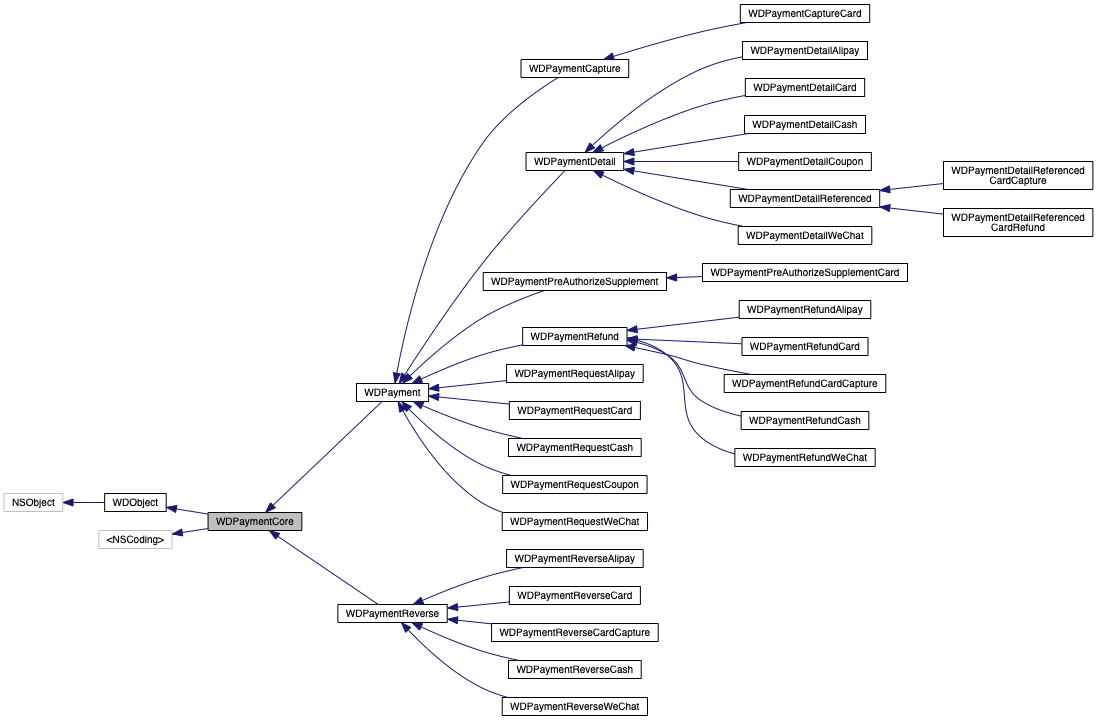 WDPaymentCaptureCard
WDPaymentDetailAlipay
WDPaymentCapture
WDPaymentDetailCard
WDPaymentDetailCash
WDPaymentDetail
WDPaymentDetailCoupon
WDPaymentDetailReferenced
CardCapture
WDPaymentDetailReferenced
WDPaymentDetailReferenced
CardRefund
WDPaymentDetailWeChat
WDPaymentPreAuthorizeSupplement
WDPaymentPreAuthorizeSupplementCard
WDPaymentRefundAlipay
WDPaymentRefund
WDPaymentRefundCard
WDPaymentRequestAlipay
WDPaymentRefundCardCapture
WDPayment
WDPaymentRequestCard
WDPaymentRefundCash
WDPaymentRequestCash
WDPaymentRefundWeChat
WDPaymentRequestCoupon
NSObject
WDObject
WDPaymentCore
WDPaymentRequestWeChat
<NSCoding>
WDPaymentReverseAlipay
WDPaymentReverseCard
WDPaymentReverse
WDPaymentReverseCardCapture
WDPaymentReverseCash
WDPaymentReverseWeChat